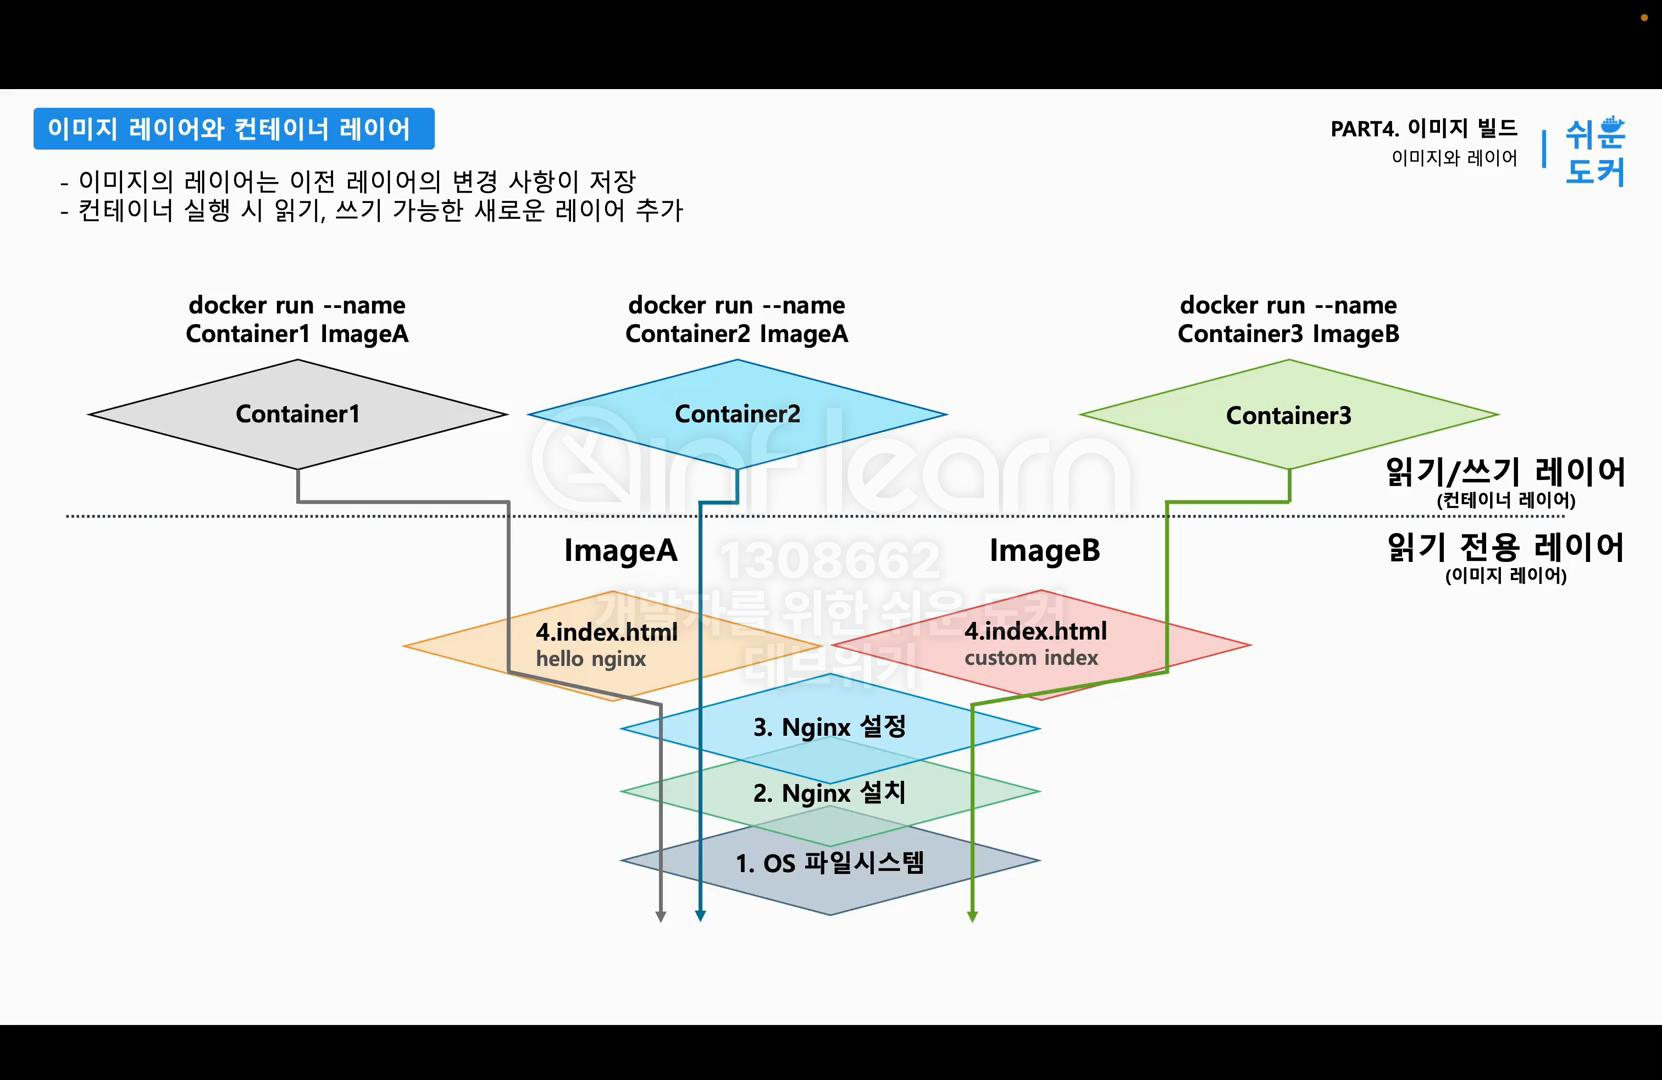 이미지 레이어와 컨테이너 레이어
PART4. 이미지 빌드
이미지와 레이어
쉬운
도커
- 이미지의 레이어는 이전 레이어의 변경 사항이 저장
- 컨테이너 실행 시 읽기, 쓰기 가능한 새로운 레이어 추가
docker run --name
Container1 ImageA
docker run --name
Container2 ImageA
docker run --name
Container3 ImageB
Container1
Container2
Container3
inflearn
읽기/쓰기 레이어
(컨테이너 레이어)
ImageA
1308662
ImageB
읽기 전용 레이어
(이미지 레이어)
개발자를 위한 쉬운 도커
데브위키
4.index.html
hello nginx
4.index.html
custom index
3. Nginx 설정
2. Nginx 설치
1. OS 파일시스템